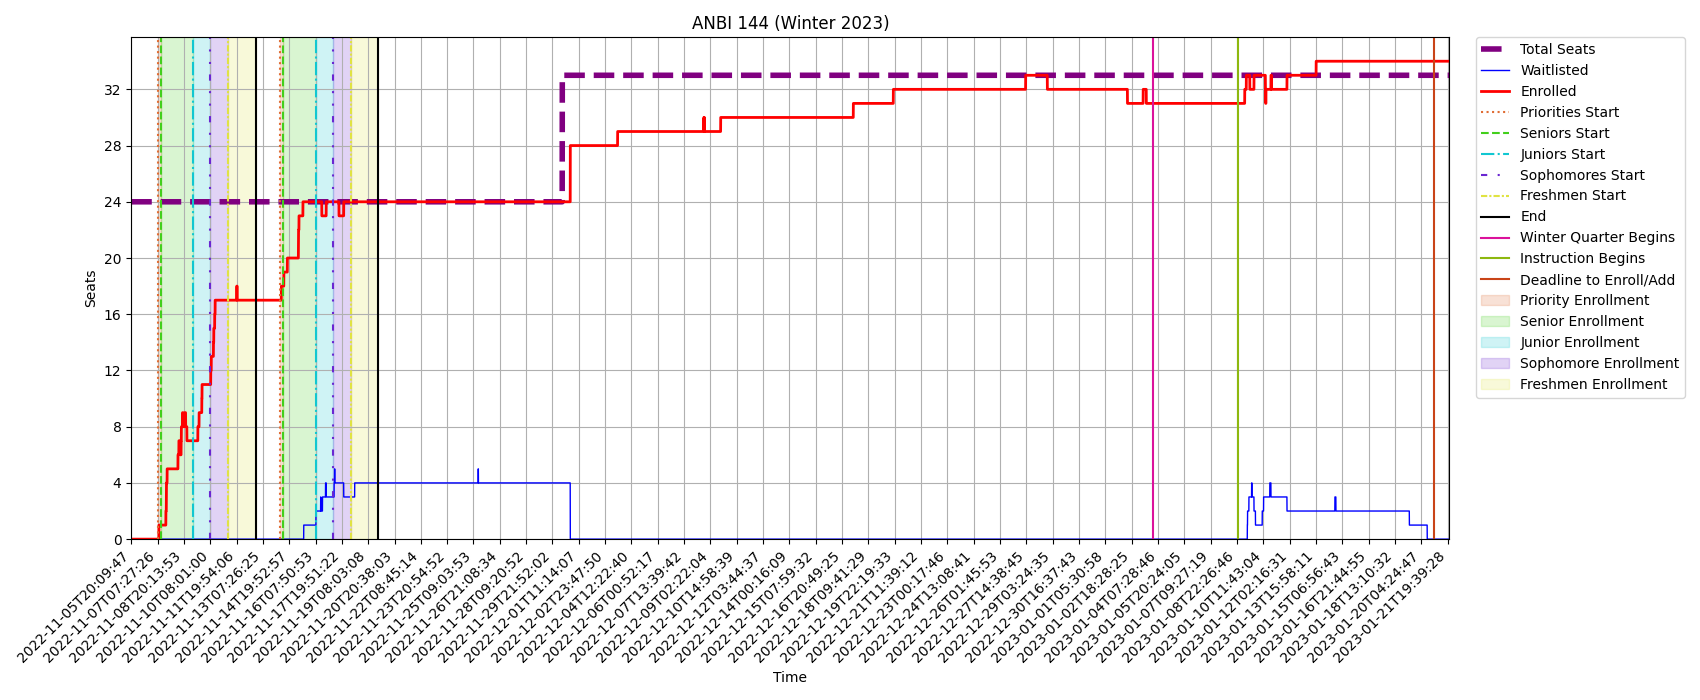 ANBI 144 (Winter 2023)
Seats
32
28
24
20
16
12
8
4
0
2022-11-05T20:09:47
2022-11-07T07:27:26
2022-11-08T20:13:53
2022-11-10T08:01:00
2022-11-11T19:54:06
2022-11-13T07:26:25
2022-11-14T19:52:57
2022-11-16T07:50:53
2022-11-17T19:51:22
2022-11-19T08:03:08
2022-11-20T20:38:03
2022-11-22T08:45:14
2022-11-23T20:54:52
2022-11-25T09:03:53
2022-11-26T21:08:34
2022-11-28T09:20:52
2022-11-29T21:52:02
2022-12-01T11:14:07
2022-12-02T23:47:50
2022-12-04T12:22:40
2022-12-06T00:52:17
2022-12-07T13:39:42
2022-12-09T02:22:04
2022-12-10T14:58:39
2022-12-12T03:44:37
2022-12-14T00:16:09
2022-12-15T07:59:32
2022-12-16T20:49:25
2022-12-18T09:41:29
2022-12-19T22:19:33
2022-12-21T11:39:12
2022-12-23T00:17:46
2022-12-24T13:08:41
2022-12-26T01:45:53
2022-12-27T14:38:45
2022-12-29T03:24:35
2022-12-30T16:37:43
2023-01-01T05:30:58
2023-01-02T18:28:25
2023-01-04T07:28:46
2023-01-05T20:24:05
2023-01-07T09:27:19
2023-01-08T22:26:46
2023-01-10T11:43:04
2023-01-12T02:16:31
2023-01-13T15:58:11
2023-01-15T06:56:43
2023-01-16T21:44:55
2023-01-18T13:10:32
2023-01-20T04:24:47
2023-01-21T19:39:28
Time
Total Seats
Waitlisted
Enrolled
Priorities Start
Seniors Start
Juniors Start
Sophomores Start
Freshmen Start
End
Winter Quarter Begins
Instruction Begins
Deadline to Enroll/Add
Priority Enrollment
Senior Enrollment
Junior Enrollment
Sophomore Enrollment
Freshmen Enrollment